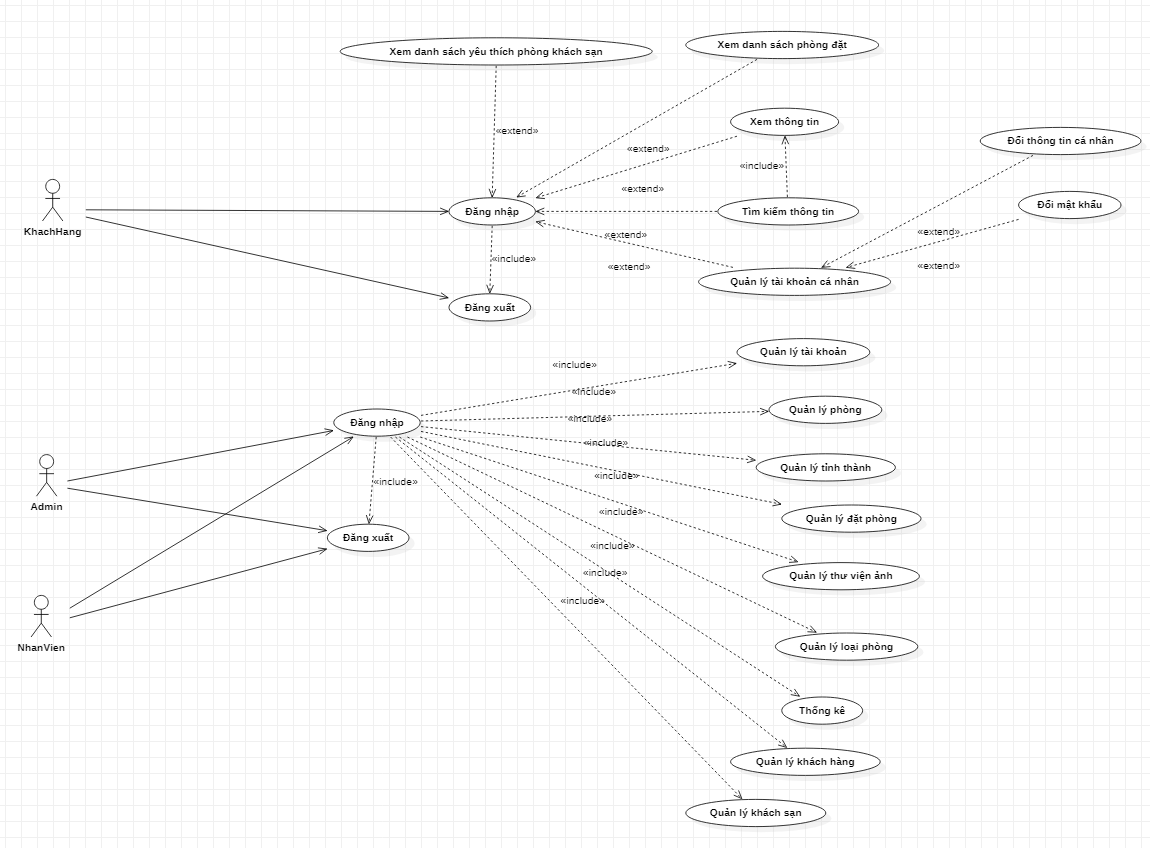 Xem danh sách phòng đặt
Xem danh sách yêu thích phòng khách sạn
Xem thông tin
«extend»
Đổi thông tin cá nhân
«extend»
«include»
«extend»
Đổi mật khẩu
KhachHang
Đăng nhập
Tìm kiếm thông tin
«extend»
«extend»
«include»
«extend»
«extend»
Quản lý tài khoản cá nhân
Đăng xuất
Quản lý tài khoản
«include»
«include»
Quản lý phòng
«include»
Đăng nhập
«include»
Quản lý tỉnh thành
«include»
«include»
Admin
«include»
Quản lý đặt phòng
Đăng xuất
«include»
«include»
Quản lý thư viện ảnh
«include»
NhanVien
Quản lý loại phòng
Thống kê
Quản lý khách hàng
Quản lý khách sạn